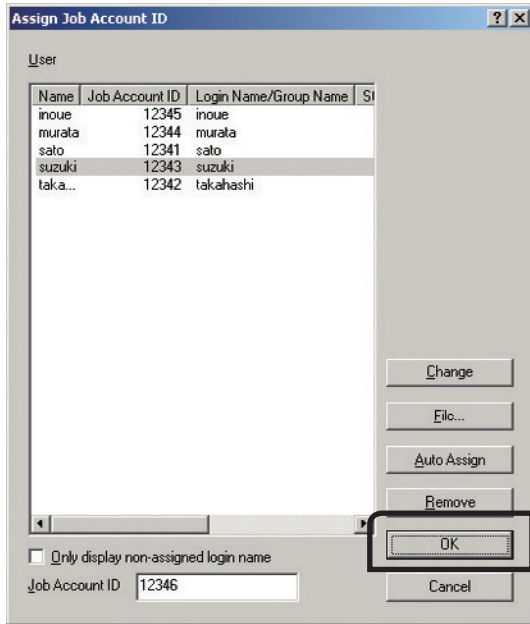 Assign Job Account ID
User
Name Job Account ID Login Name/Group Name
inoue 12345 inoue
murata 12344 murata
sato 12341 sato
suzuki 12343 suzuki
taka... 12342 takahashi
Change
File...
Auto Assign
Remove
OK
Only display non-assigned login name
Job Account ID 12346
Cancel